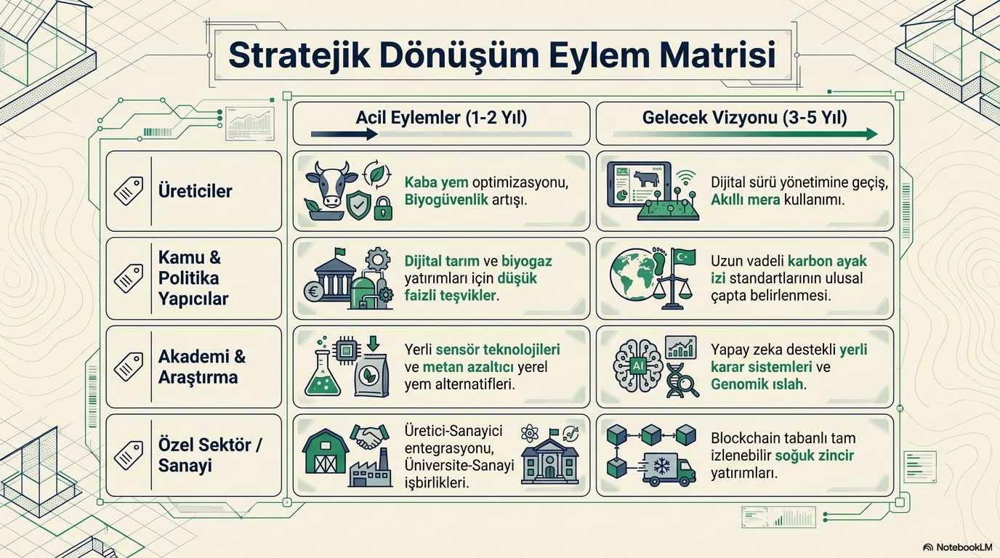 Stratejik Dönüşüm Eylem Matrisi
Acil Eylemler (1-2 Yıl)
Gelecek Vizyonu (3-5 Yıl)
Üreticiler
Kaba yem optimizasyonu,
Biyogüvenlik artışı.
Dijital sürü yönetimine geçiş,
Akıllı mera kullanımı.
Kamu &
Politika
Yapıcılar
Dijital tarım ve biyogaz
yatırımları için düşük
faizli teşvikler.
Uzun vadeli karbon ayak
izi standartlarının ulusal
çapta belirlenmesi.
Akademi &
Araştırma
Yerli sensör teknolojileri
ve metan azaltıcı yerel
yem alternatifleri.
AI
Yapay zeka destekli yerli
karar sistemleri ve
Genomik ıslah.
Özel Sektör /
Sanayi
Üretici-Sanayici
entegrasyonu,
Üniversite-Sanayi
işbirlikleri.
Blockchain tabanlı tam
izlenebilir soğuk zincir
yatırımları.
NotebookLM